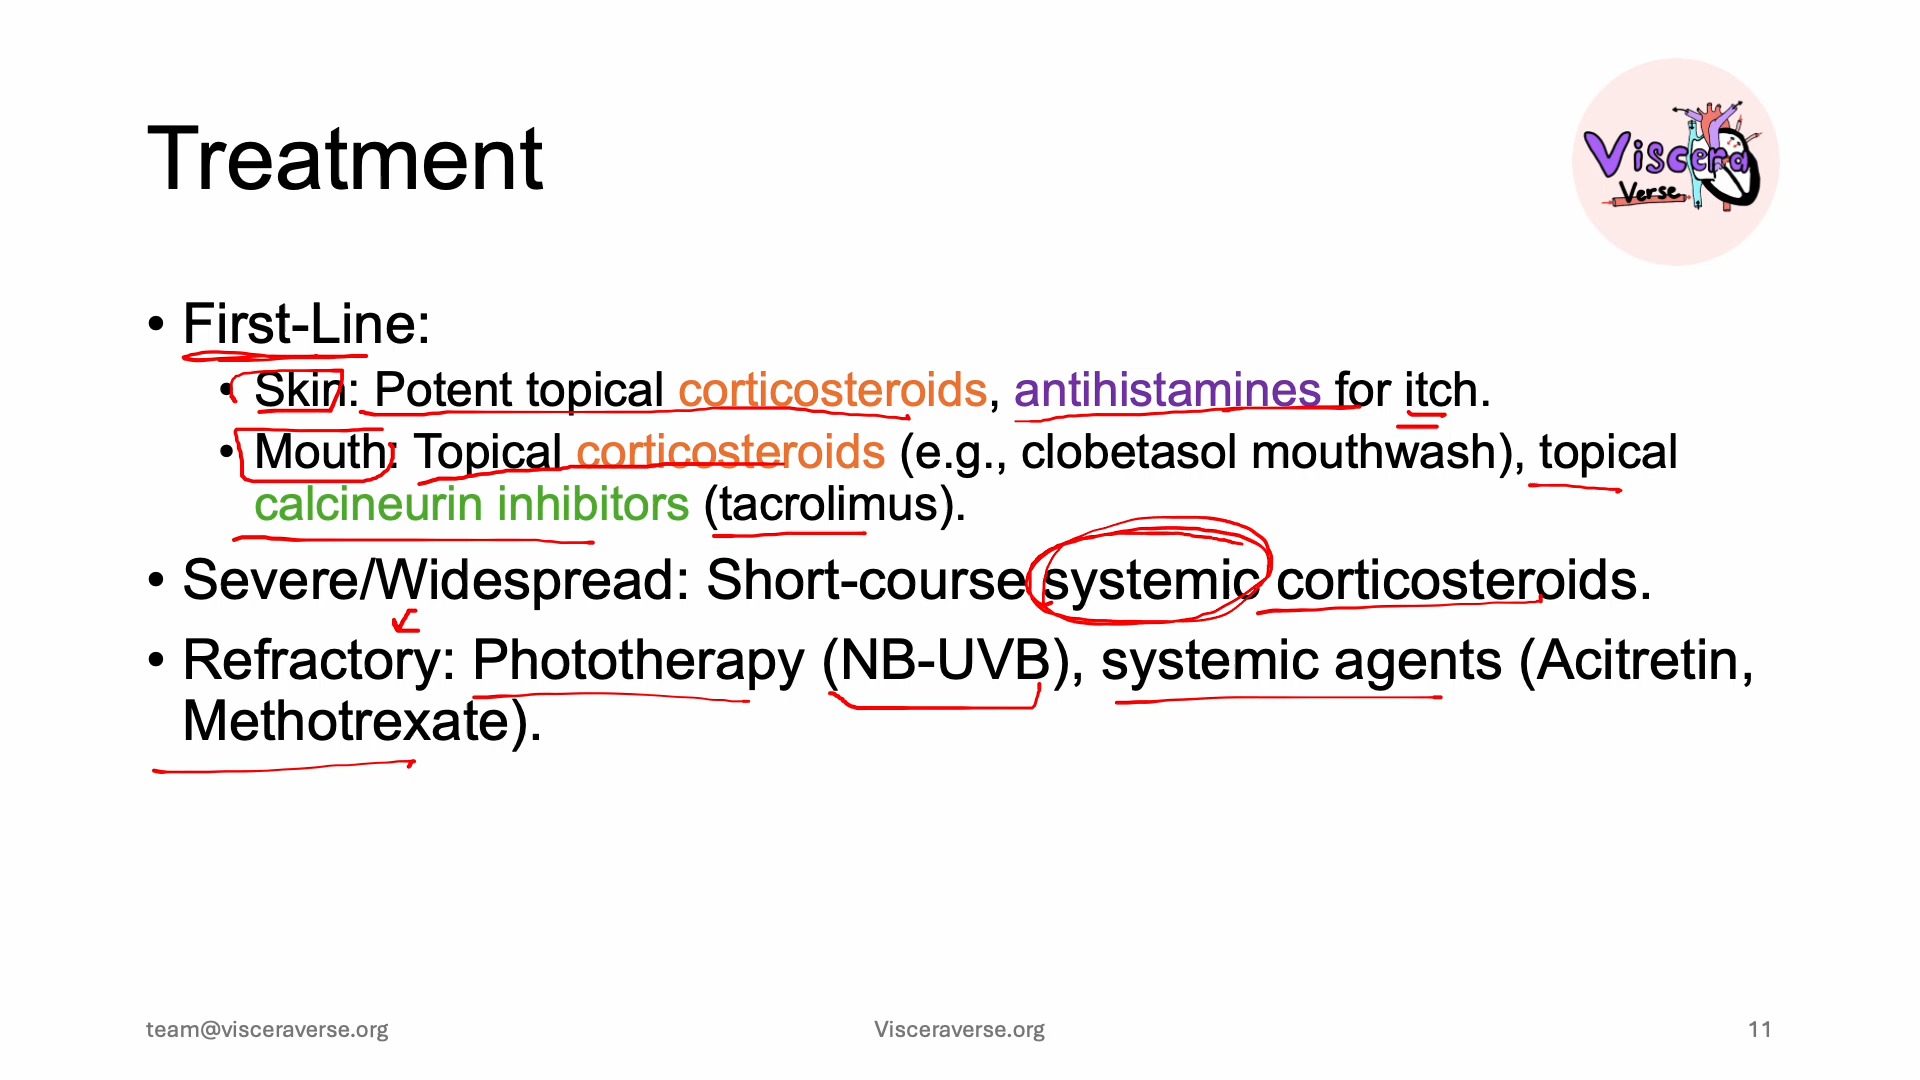 Treatment
Viscera
Verse
• First-Line:
• Skin: Potent topical corticosteroids, antihistamines for itch.
• Mouth: Topical corticosteroids (e.g., clobetasol mouthwash), topical
calcineurin inhibitors (tacrolimus).
• Severe/Widespread: Short-course systemic corticosteroids.
• Refractory: Phototherapy (NB-UVB), systemic agents (Acitretin,
Methotrexate).
team@visceraverse.org
Visceraverse.org
11